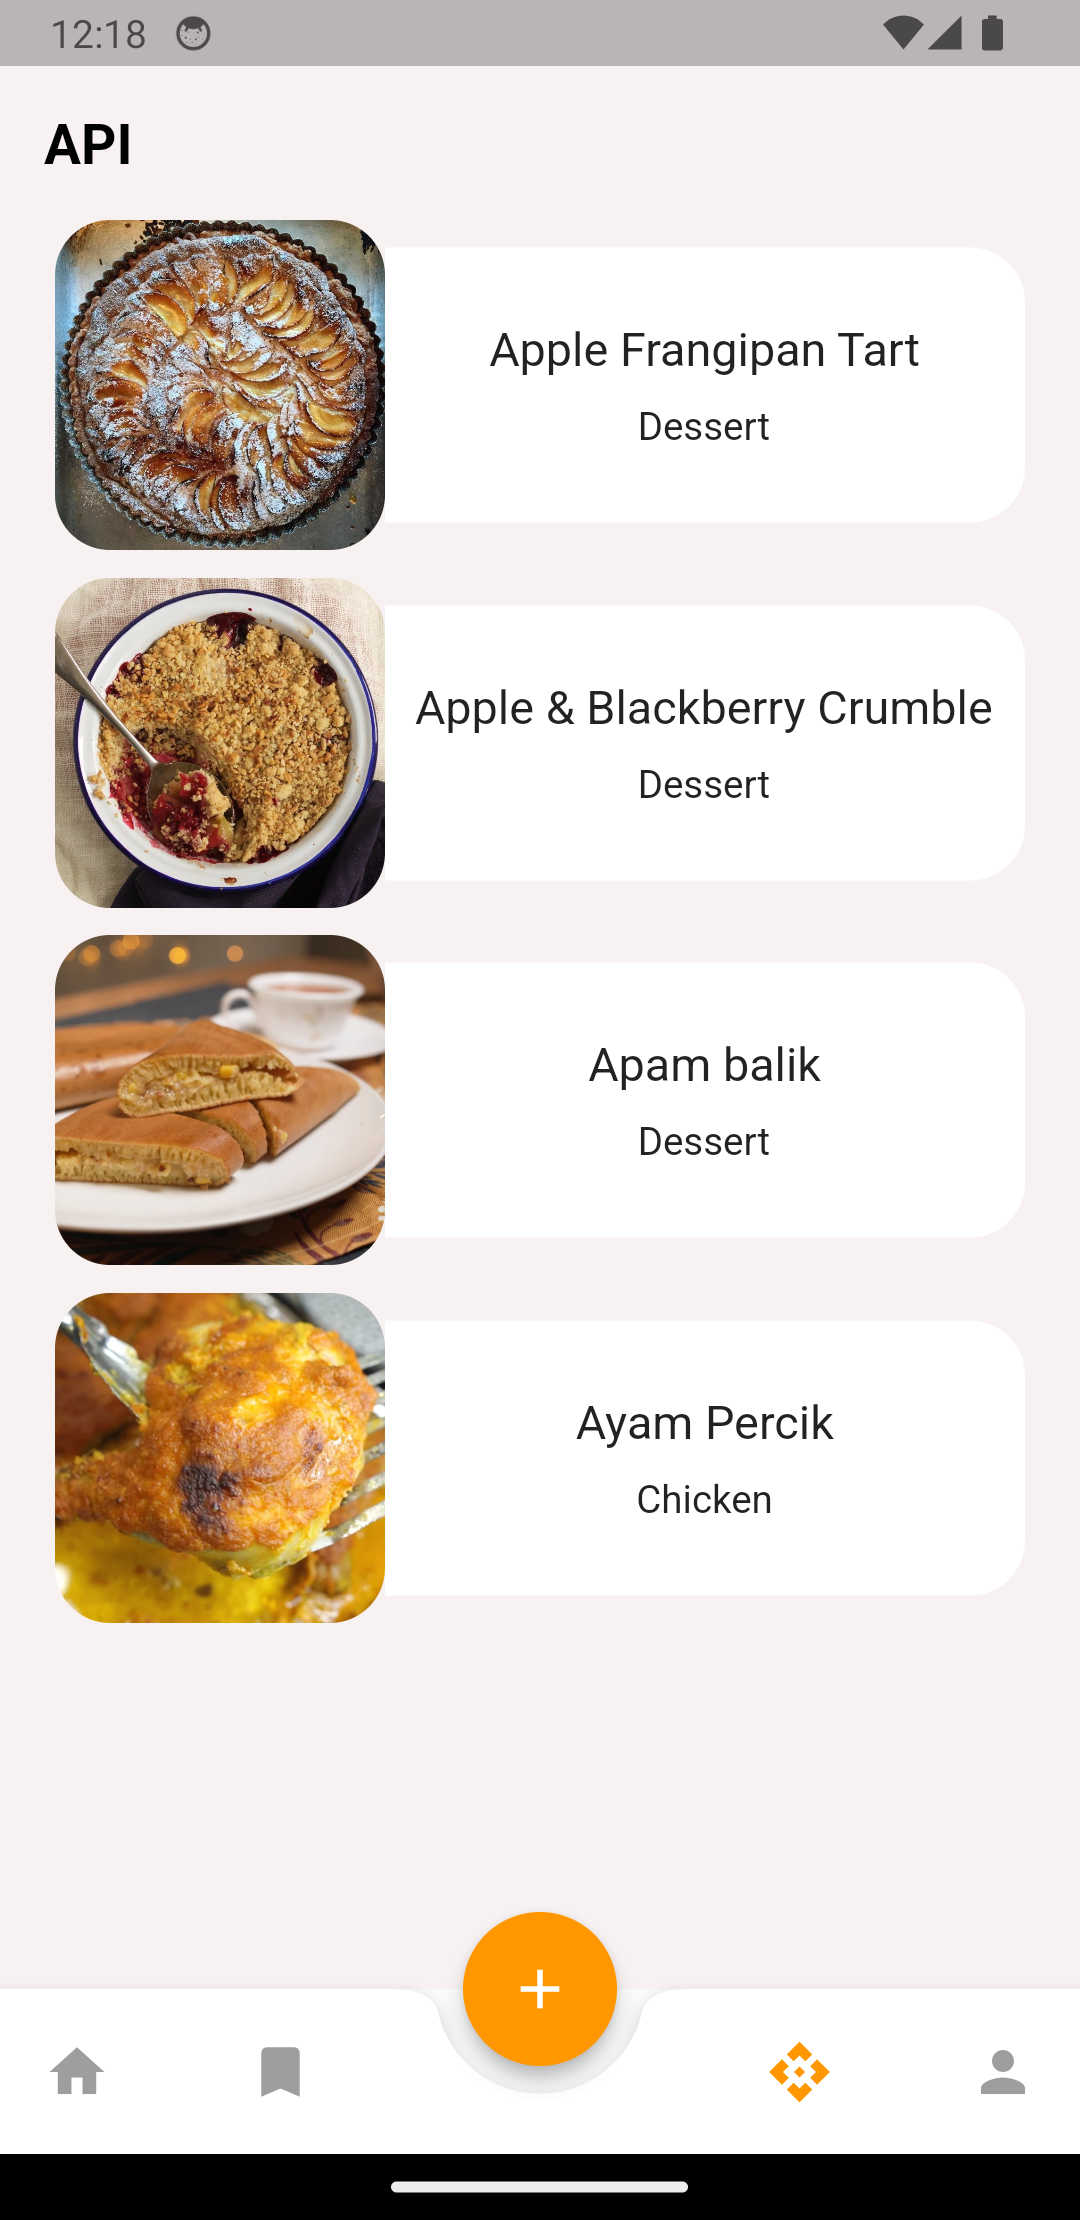 12:18
API
Apple Frangipan Tart
Dessert
Apple & Blackberry Crumble
Dessert
Apam balik
Dessert
Ayam Percik
Chicken